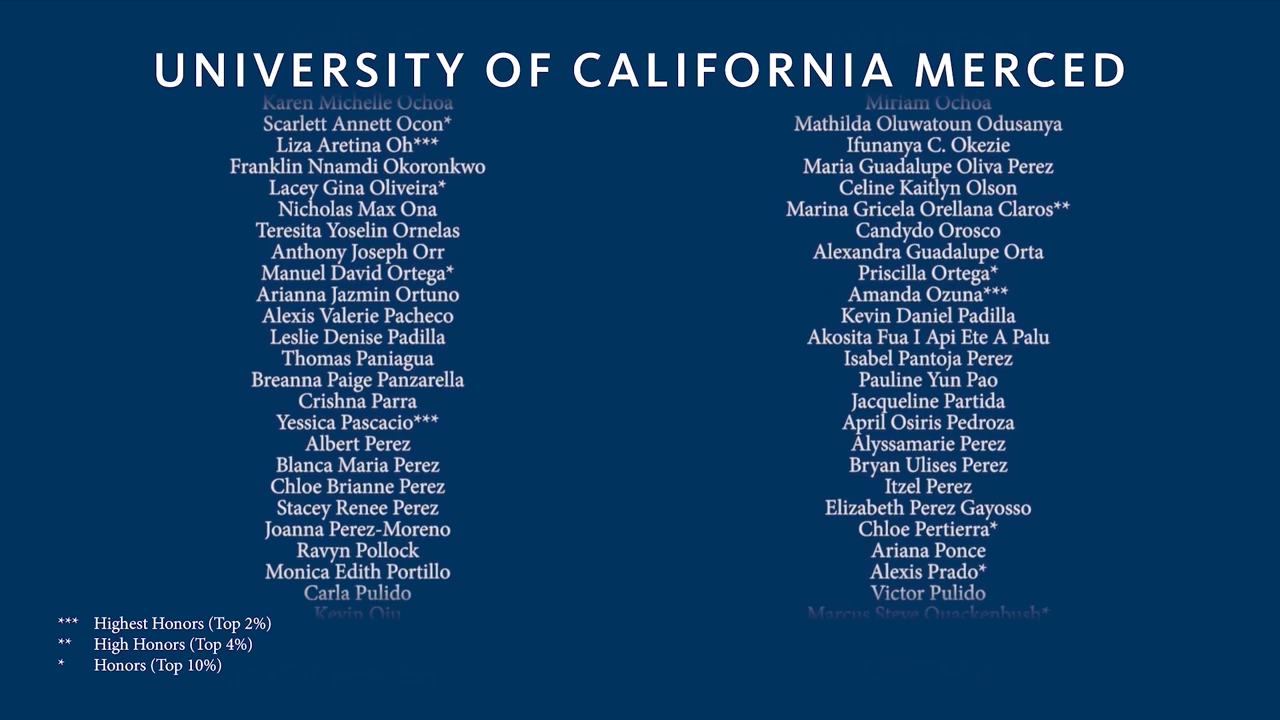 UNIVERSITY OF CALIFORNIA MERCED
Karen Michelle Ochoa
Miriam Ochoa
Scarlett Annett Ocon*
Mathilda Oluwatoun Odusanya
Liza Aretina Oh***
Ifunanya C. Okezie
Franklin Nnamdi Okoronkwo
Maria Guadalupe Oliva Perez
Lacey Gina Oliveira*
Celine Kaitlyn Olson
Nicholas Max Ona
Marina Gricela Orellana Claros**
Teresita Yoselin Ornelas
Candydo Orosco
Anthony Joseph Orr
Alexandra Guadalupe Orta
Manuel David Ortega*
Priscilla Ortega*
Arianna Jazmin Ortuno
Amanda Ozuna***
Alexis Valerie Pacheco
Kevin Daniel Padilla
Leslie Denise Padilla
Akosita Fua I Api Ete A Palu
Thomas Paniagua
Isabel Pantoja Perez
Breanna Paige Panzarella
Pauline Yun Pao
Crishna Parra
Jacqueline Partida
Yessica Pascacio***
April Osiris Pedroza
Albert Perez
Alyssamarie Perez
Blanca Maria Perez
Bryan Ulises Perez
Chloe Brianne Perez
Itzel Perez
Stacey Renee Perez
Elizabeth Perez Gayosso
Joanna Perez-Moreno
Chloe Pertierra*
Ravyn Pollock
Ariana Ponce
Monica Edith Portillo
Alexis Prado*
Carla Pulido
Victor Pulido
Kevin Qiu
Marcus Steve Quackenbush*
*** Highest Honors (Top 2%)
** High Honors (Top 4%)
* Honors (Top 10%)